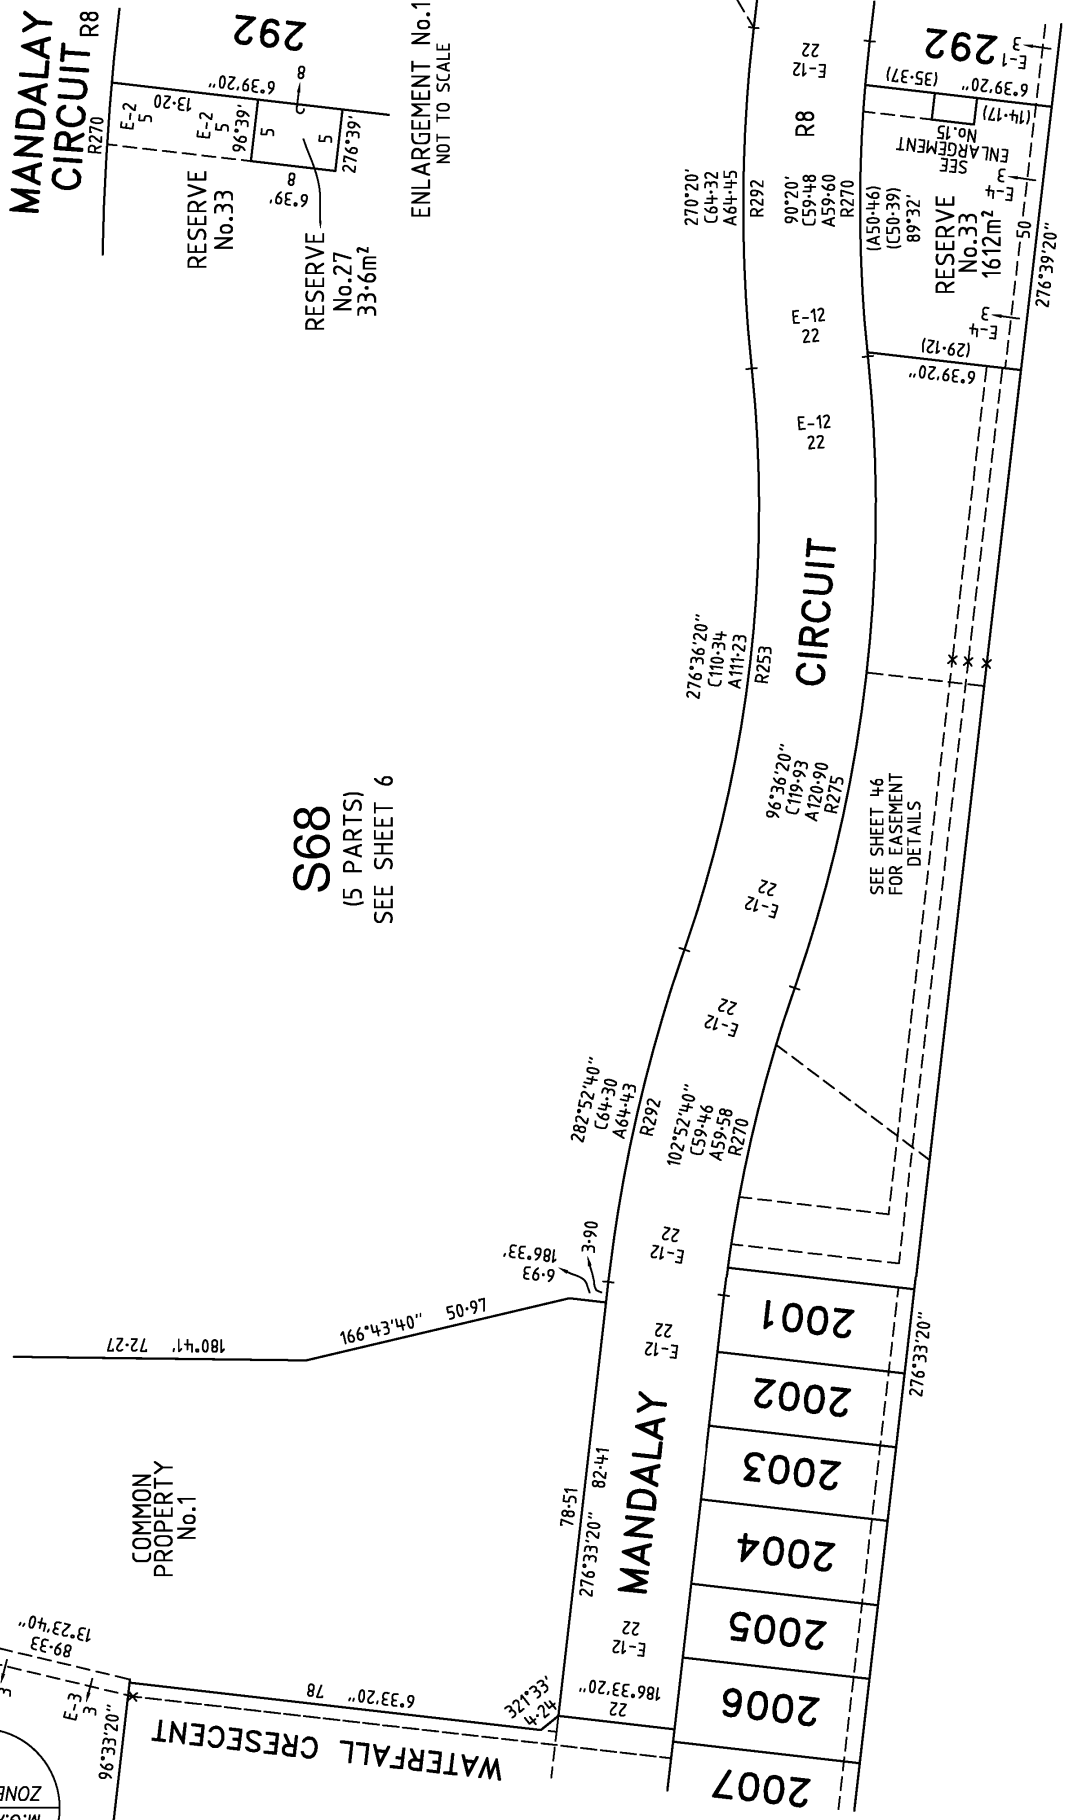 MANDALAY
CIRCUIT R8
R270
E-2
5
13·20
E-2
5
96°39'
6°39'20"
292
5
5
8
276°39'
8
6°39'
RESERVE
No.33
RESERVE
No.27
33·6m²
ENLARGEMENT No.1
NOT TO SCALE
S68
(5 PARTS)
SEE SHEET 6
COMMON
PROPERTY
No.1
180°41' 72·27
166°43'40" 50·97
6·93
186°33'
3·90
89·33
13°23'40"
3
E-3
3
96°33'20"
ZONE
6°33'20" 78
321°33'
4·24
WATERFALL CRESECENT
78·51
276°33'20" 82·41
186°33'20"
22
MANDALAY
E-12
22
E-12
22
E-12
22
282°52'40"
C64·30
A64·43
R292
102°52'40"
C59·46
A59·58
R270
E-12
22
E-12
22
276°36'20"
C110·34
A111·23
R253
96°36'20"
C119·93
A120·90
R275
CIRCUIT
E-12
22
E-12
22
270°20'
C64·32
A64·45
R292
90°20'
C59·48
A59·60
R270
R8
E-12
22
(A50·46)
(C50·39)
89°32'
RESERVE
No.33
1612m²
SEE
ENLARGEMENT
No.15
(35·37)
(14·17)
6°39'20"
292
E-1
3
E-4
3
50
E-4
3
276°39'20"
(29·12)
6°39'20"
SEE SHEET 46
FOR EASEMENT
DETAILS
276°33'20"
2001
2002
2003
2004
2005
2006
2007